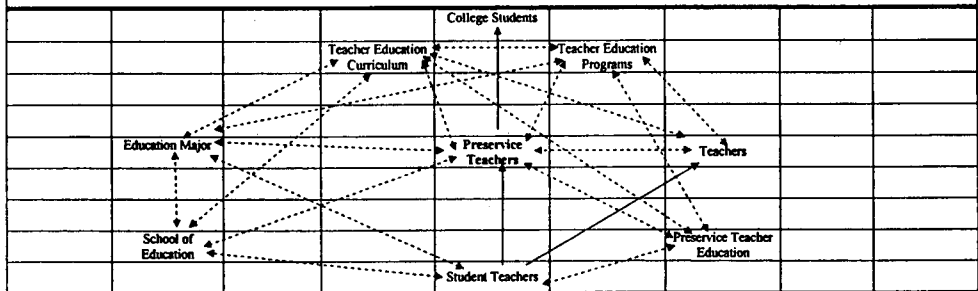 College Students
Teacher Education
Curriculum
Teacher Education
Programs
Education Major
Preservice
Teachers
Teachers
School of
Education
Preservice Teacher
Education
Student Teachers